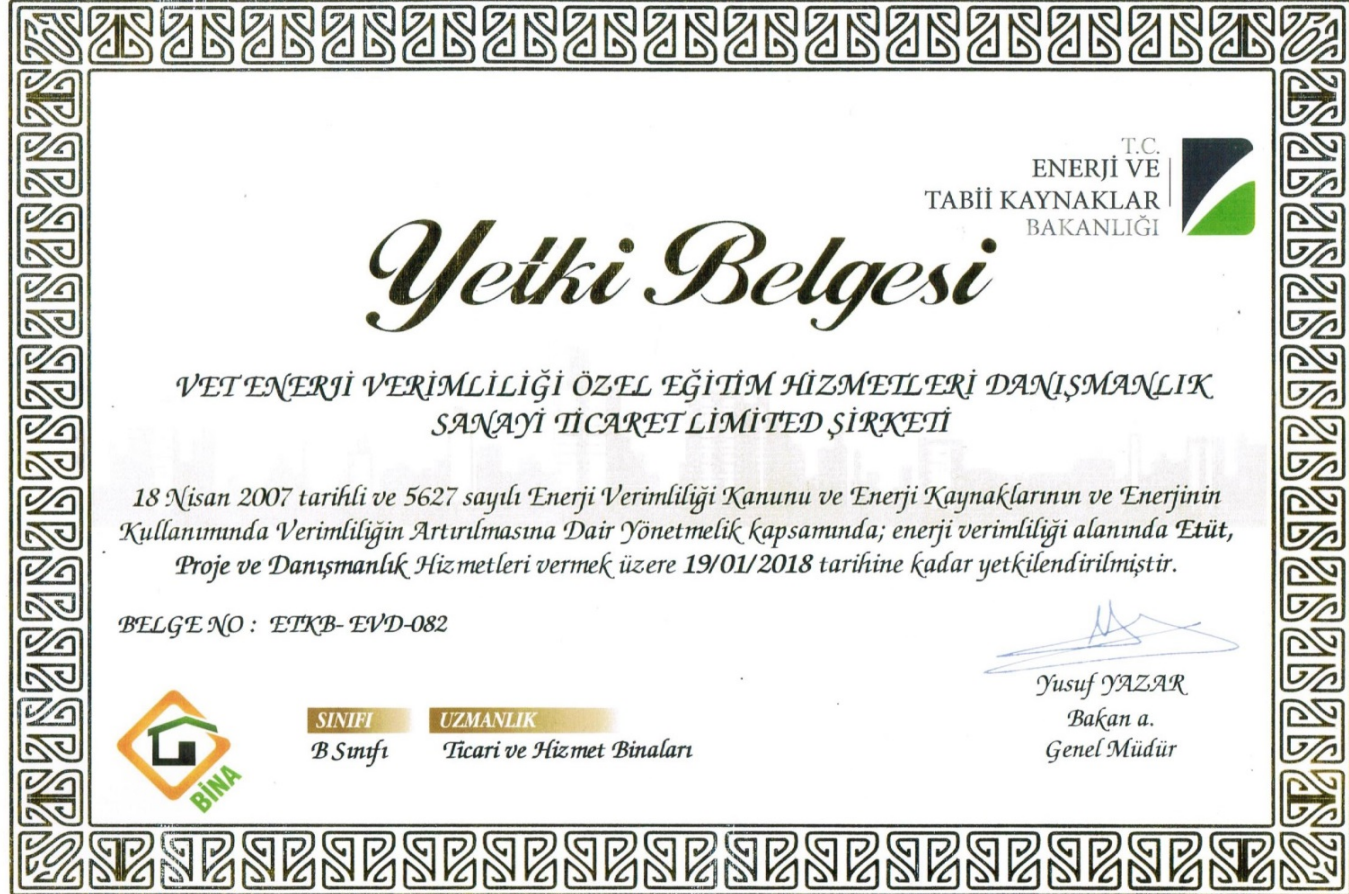 T.C.
ENERJİ VE
TABİİ KAYNAKLAR
BAKANLIĞI
Yetki Belgesi
VET ENERJİ VERİMLİLİĞİ ÖZEL EĞİTİM HİZMETLERİ DANIŞMANLIK
SANAYİ TİCARET LİMİTED ŞİRKETİ
18 Nisan 2007 tarihli ve 5627 sayılı Enerji Verimliliği Kanunu ve Enerji Kaynaklarının ve Enerjinin
Kullanımında Verimliliğin Artırılmasına Dair Yönetmelik kapsamında; enerji verimliliği alanında Etüt,
Proje ve Danışmanlık Hizmetleri vermek üzere 19/01/2018 tarihine kadar yetkilendirilmiştir.
BELGE NO : ETKB-EVD-082
Yusuf YAZAR
Bakan a.
Genel Müdür
SINIFI UZMANLIK
B Sınıfı Ticari ve Hizmet Binaları
BİNA